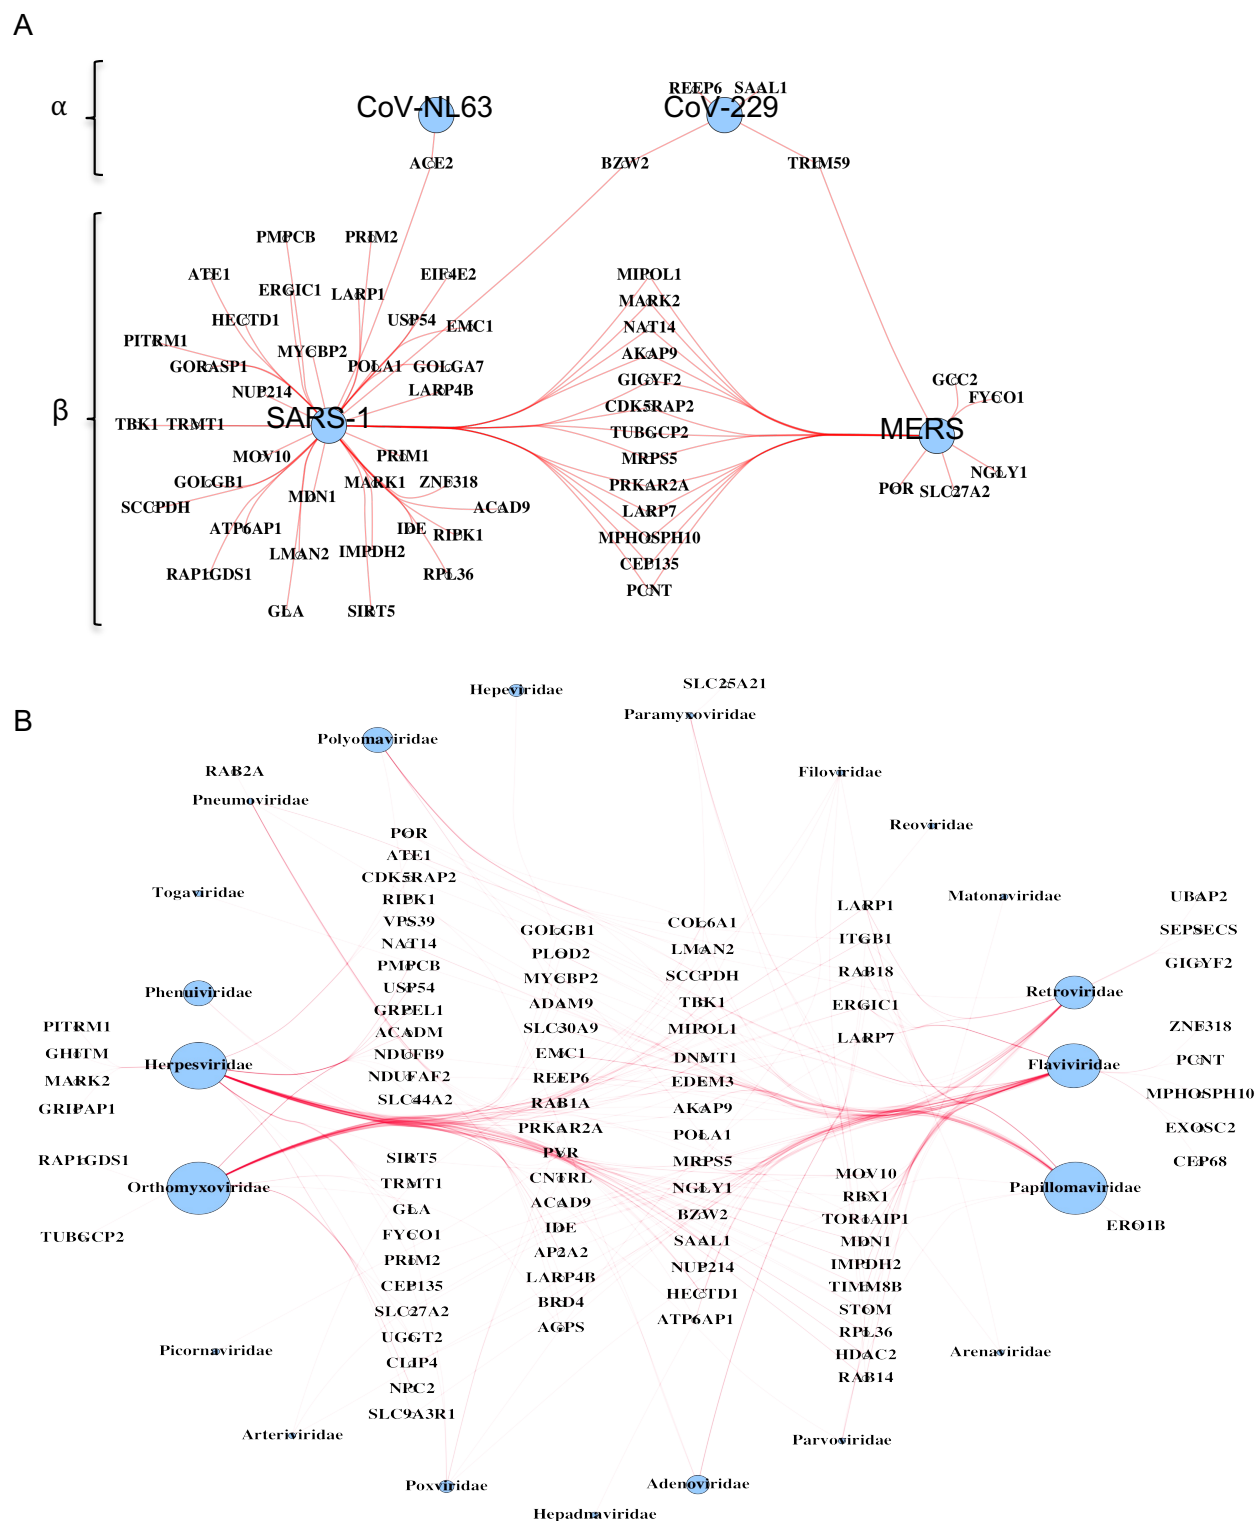 A
α
CoV-NL63
REEP6 SAAL1
CoV-229
ACE2
BZW2
TRIM59
β
PMPCB
PRIM2
ATE1
EIF4E2
ERGIC1
LARP1
HECTD1
USP54
EMC1
PITRM1
MYCBP2
GORASP1
POLA1
GOLGA7
NUP214
LARP4B
SARS-1
TBK1
TRMT1
MOV10
PRIM1
GOLGB1
MARK1
ZNF318
SCCPDH
MDN1
ACAD9
ATP6AP1
IDE
RIPK1
LMAN2
IMPDH2
RAP1GDS1
RPL36
GLA
SIRT5
MIPOL1
MARK2
NAT14
AKAP9
GIGYF2
CDK5RAP2
TUBGCP2
MRPS5
PRKAR2A
LARP7
MPHOSPH10
CEP135
PCNT
GCC2
FYCO1
MERS
NGLY1
POR
SLC27A2
B
Hepeviridae
SLC25A21
Paramyxoviridae
Polyomaviridae
RAB2A
Pneumoviridae
Filoviridae
Reoviridae
Togaviridae
Matonaviridae
Phenuiviridae
Retroviridae
Herpesviridae
Flaviviridae
Orthomyxoviridae
Papillomaviridae
PITRM1
GHITM
MARK2
GRIPAP1
RAP1GDS1
TUBGCP2
POR
ATE1
CDK5RAP2
RIPK1
VPS39
NAT14
PMPCB
USP54
GRPEL1
ACADM
NDUFB9
NDUFAF2
SLC44A2
SIRT5
TRMT1
GLA
FYCO1
PRIM2
CEP135
SLC27A2
UGGT2
CLIP4
NPC2
SLC9A3R1
GOLGB1
PLOD2
MYCBP2
ADAM9
SLC30A9
EMC1
REEP6
RAB1A
PRKAR2A
PVR
CNTRL
ACAD9
IDE
AP2A2
LARP4B
BRD4
AGPS
COL6A1
LMAN2
SCCPDH
TBK1
MIPOL1
DNMT1
EDEM3
AKAP9
POLA1
MRPS5
NGLY1
BZW2
SAAL1
NUP214
HECTD1
ATP6AP1
LARP1
ITGB1
RAB18
ERGIC1
LARP7
MOV10
RBX1
TOR1AIP1
MDN1
IMPDH2
TIMM8B
STOM
RPL36
HDAC2
RAB14
UBAP2
SEPSECS
GIGYF2
ZNF318
PCNT
MPHOSPH10
EXOSC2
CEP68
ERO1B
Picornaviridae
Arenaviridae
Arteriviridae
Parvoviridae
Poxviridae
Adenoviridae
Hepadnaviridae